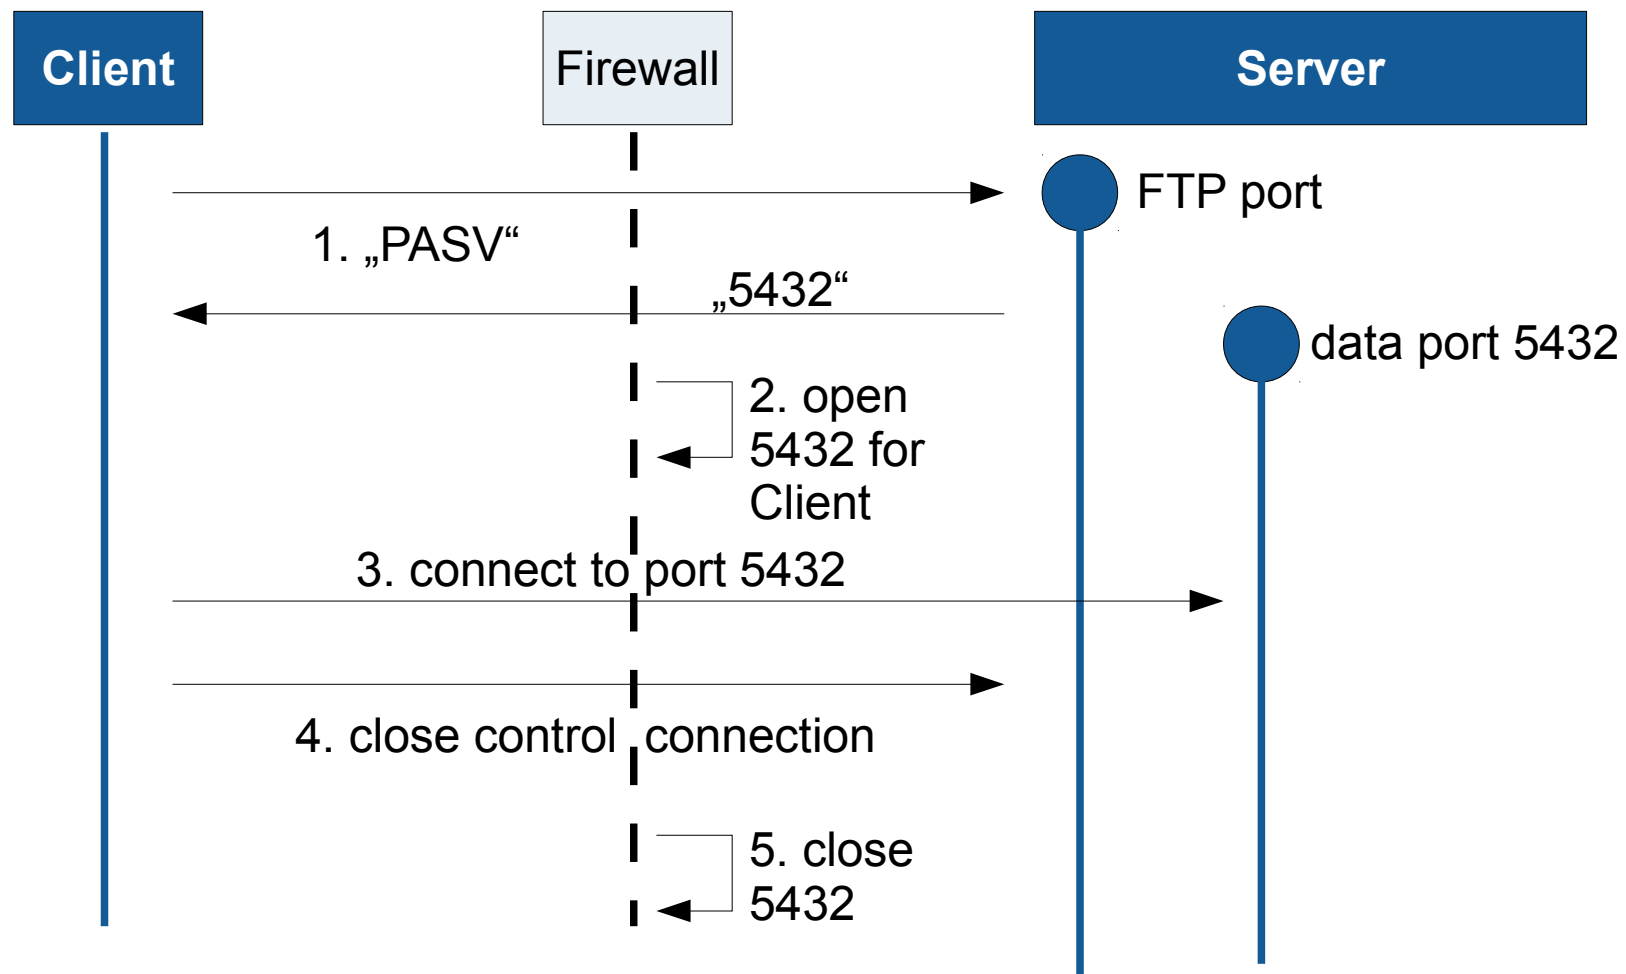 Client
Firewall
Server
FTP port
1. „PASV“
„5432“
data port 5432
2. open
5432 for
Client
3. connect to port 5432
4. close control connection
5. close
5432